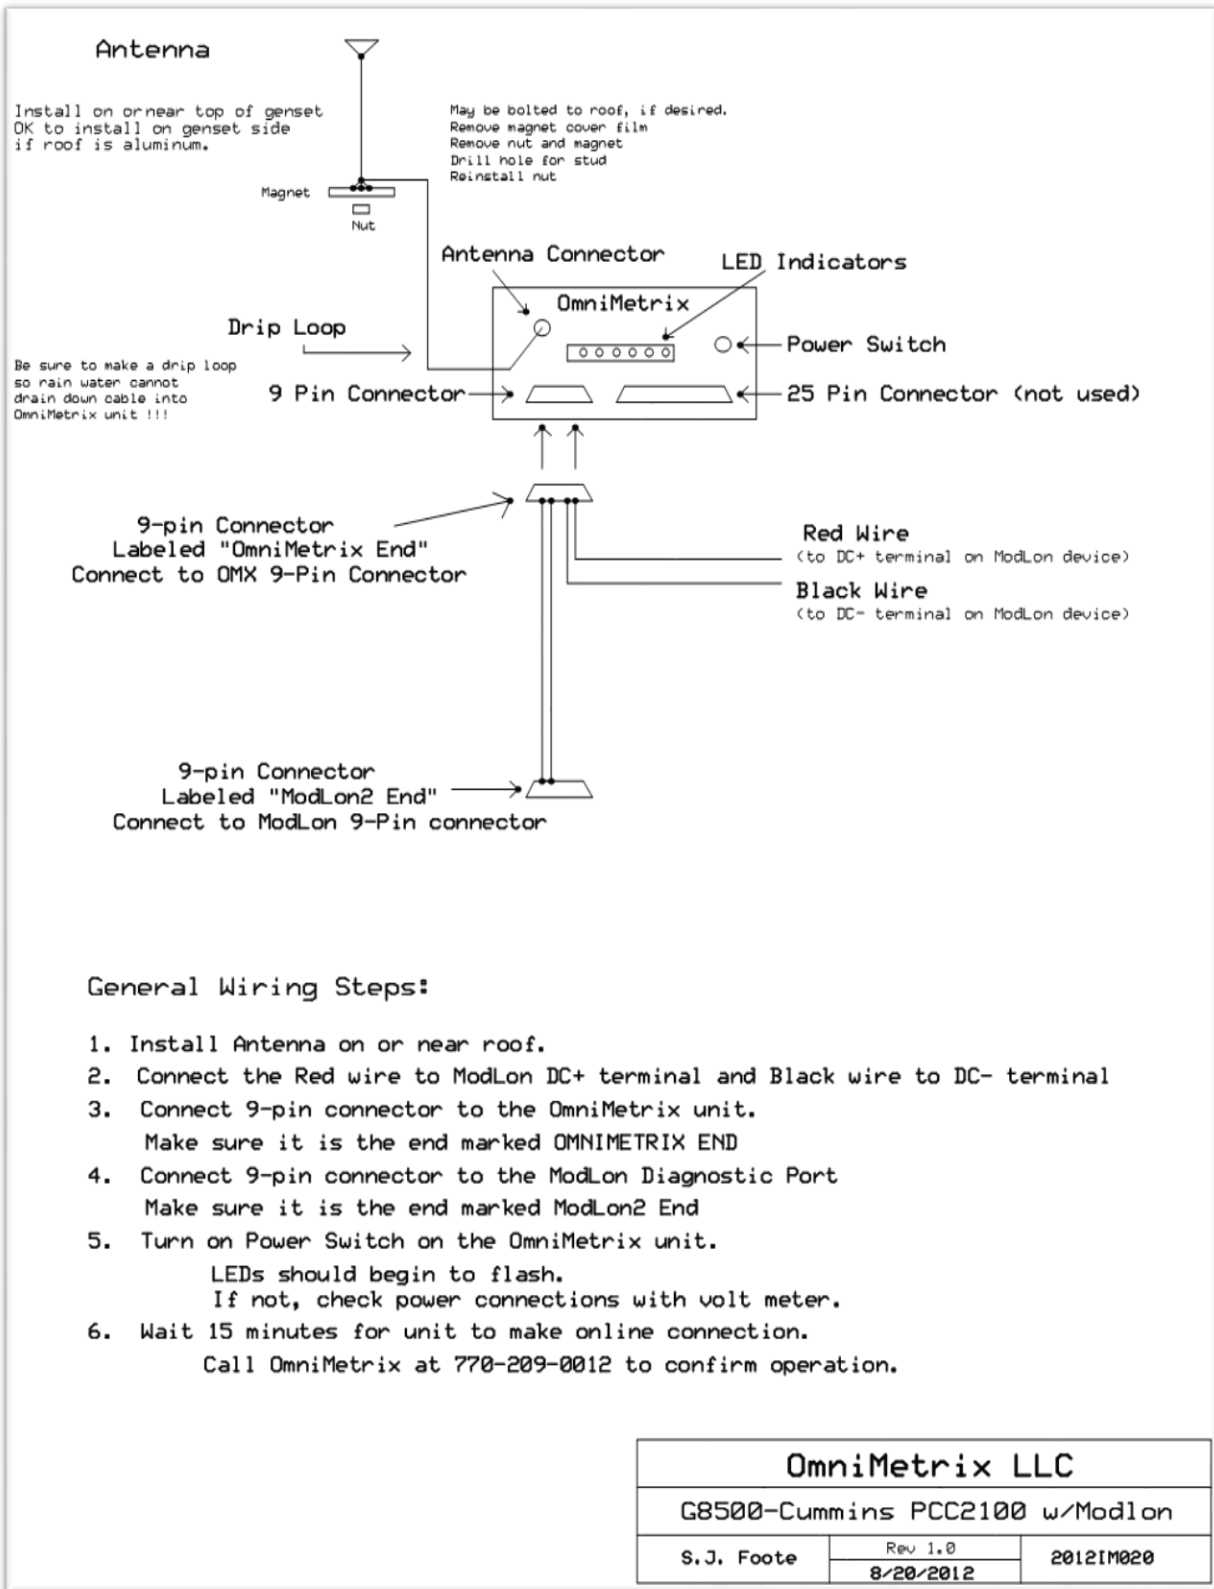 Antenna
Install on or near top of genset
OK to install on genset side
if roof is aluminum.
May be bolted to roof, if desired.
Remove magnet cover film
Remove nut and magnet
Drill hole for stud
Reinstall nut
Magnet
Nut
Antenna Connector
LED Indicators
OmniMetrix
Drip Loop
Power Switch
Be sure to make a drip loop
so rain water cannot
drain down cable into
OmniMetrix unit !!!
9 Pin Connector
25 Pin Connector (not used)
9-pin Connector
Labeled "OmniMetrix End"
Connect to OMX 9-Pin Connector
Red Wire
(to DC+ terminal on ModLon device)
Black Wire
(to DC- terminal on ModLon device)
9-pin Connector
Labeled "ModLon2 End"
Connect to ModLon 9-Pin connector
General Wiring Steps:
1. Install Antenna on or near roof.
2. Connect the Red wire to ModLon DC+ terminal and Black wire to DC- terminal
3. Connect 9-pin connector to the OmniMetrix unit.
Make sure it is the end marked OMNIMETRIX END
4. Connect 9-pin connector to the ModLon Diagnostic Port
Make sure it is the end marked ModLon2 End
5. Turn on Power Switch on the OmniMetrix unit.
LEDs should begin to flash.
If not, check power connections with volt meter.
6. Wait 15 minutes for unit to make online connection.
Call OmniMetrix at 770-209-0012 to confirm operation.
OmniMetrix LLC
G8500-Cummins PCC2100 w/Modlon
S.J. Foote
Rev 1.0
8/20/2012
2012IM020